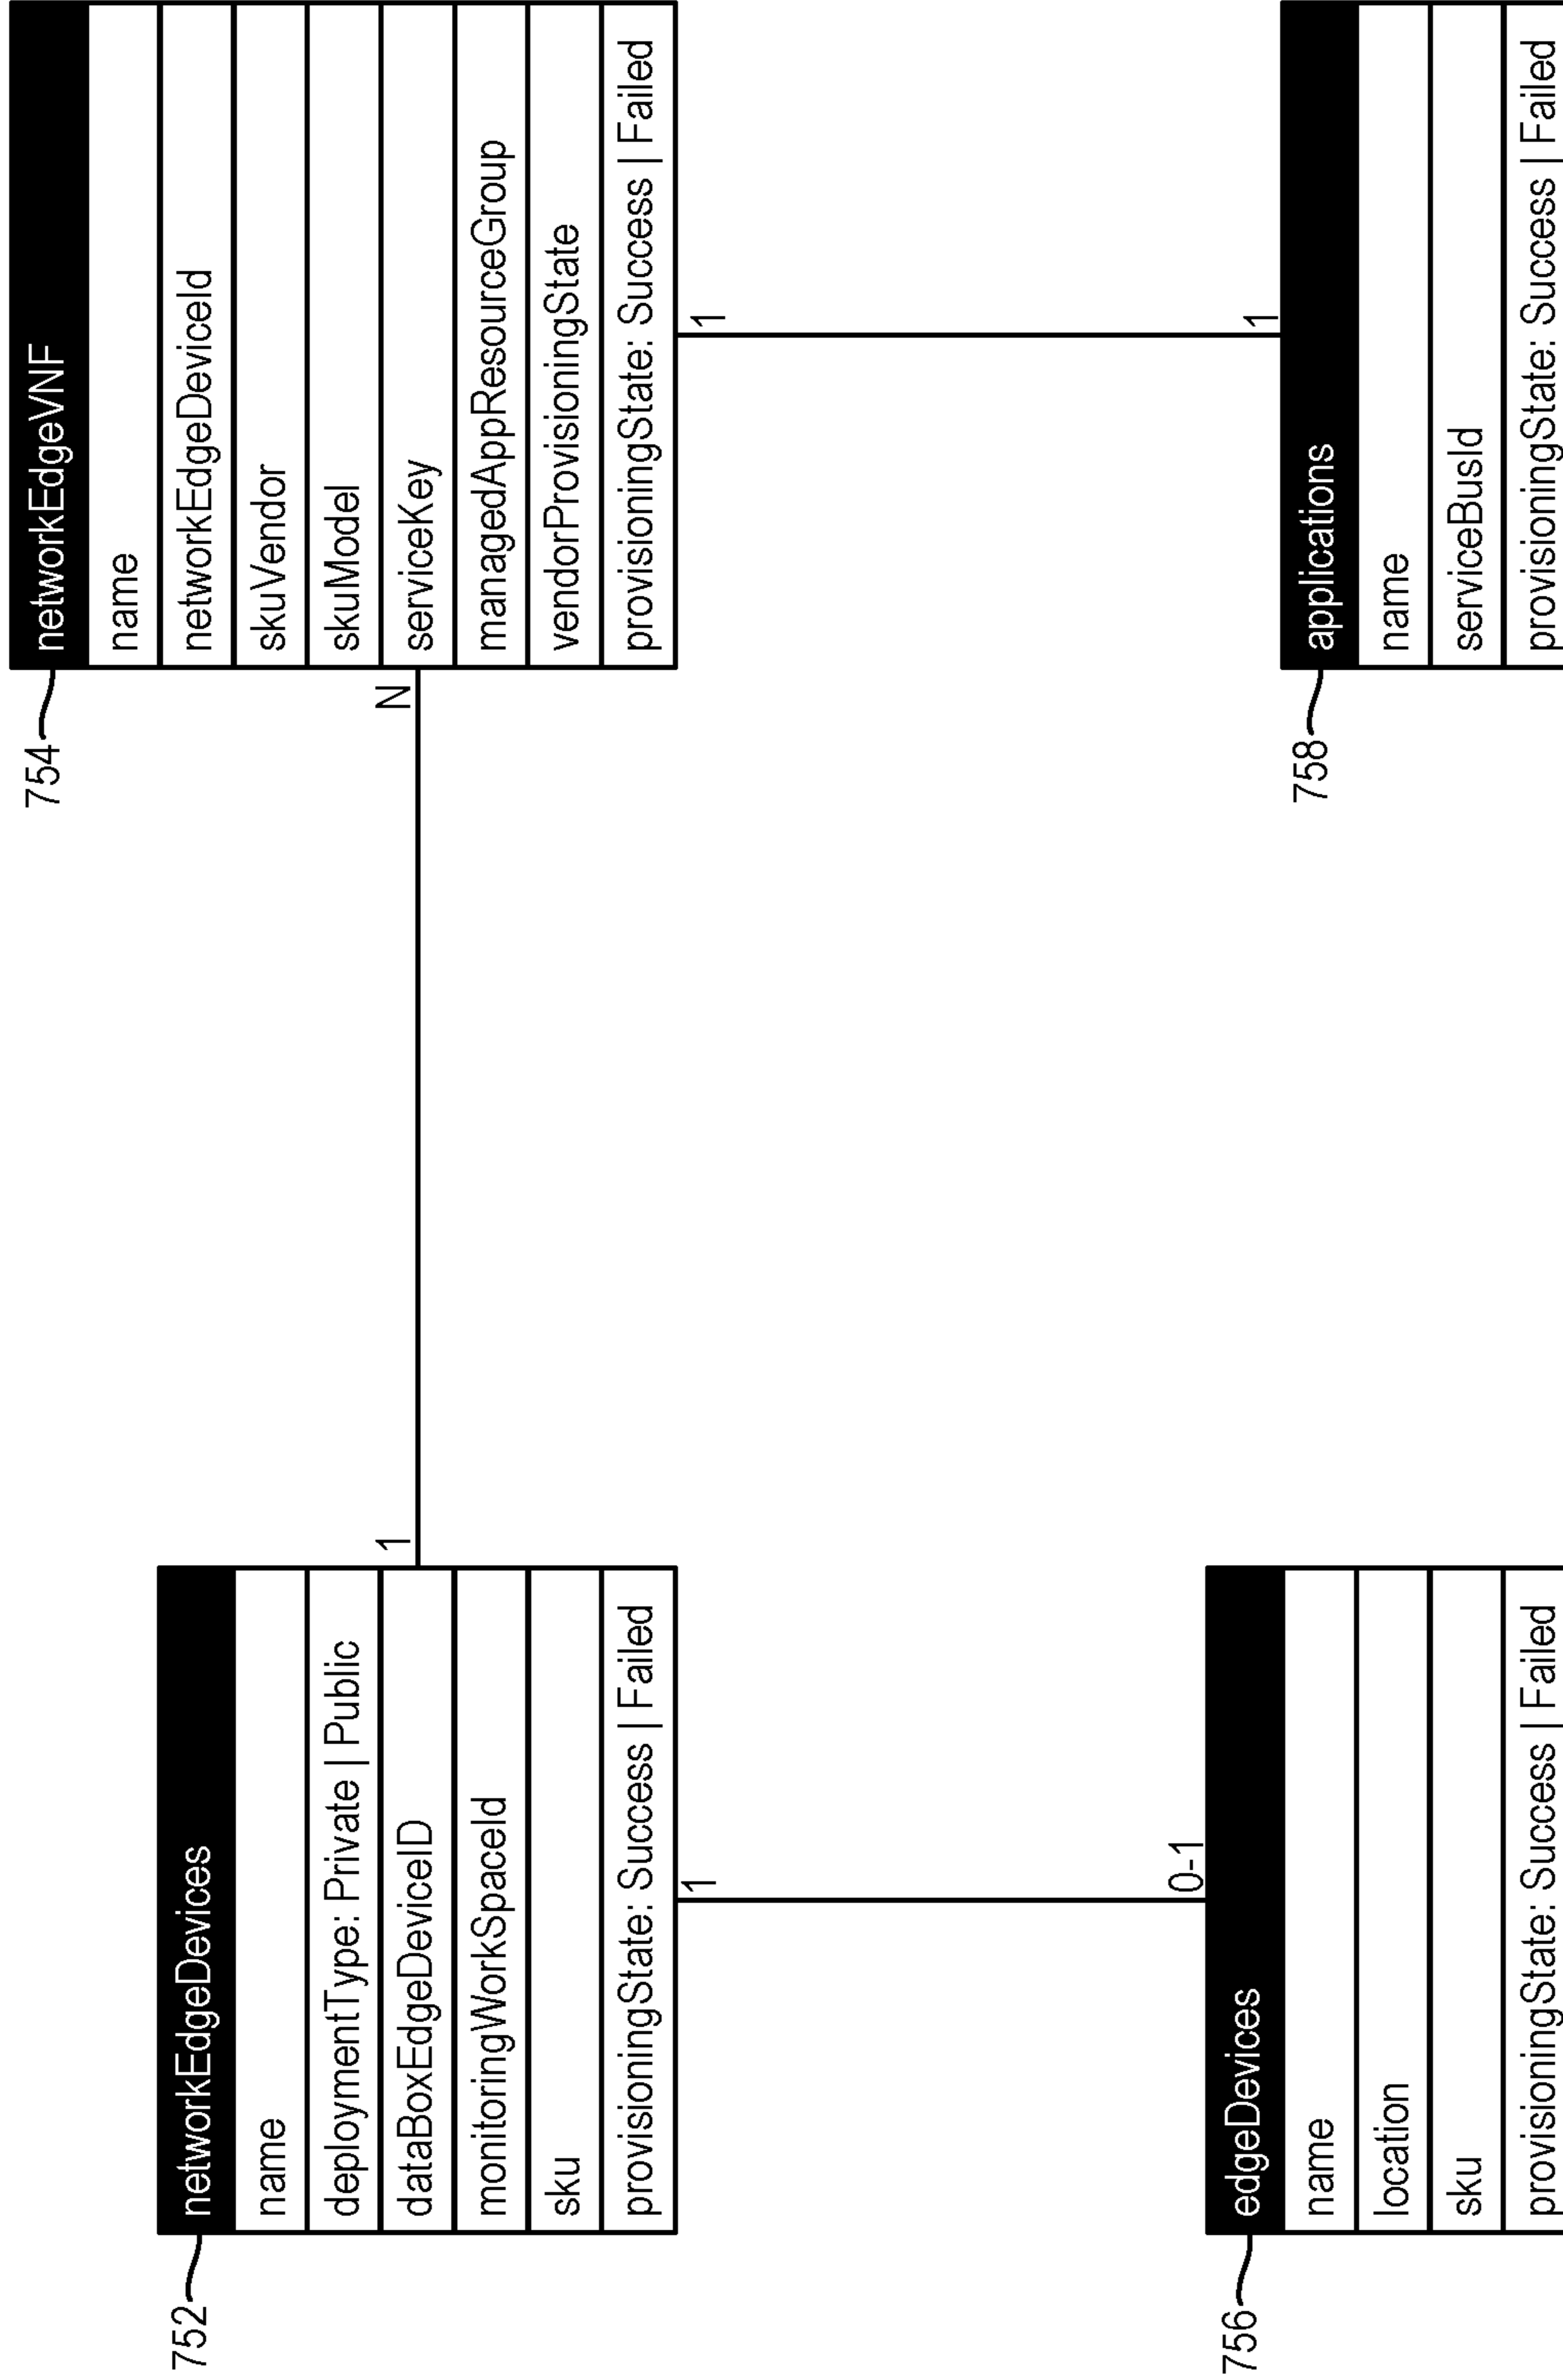 752
networkEdgeDevices
name
deploymentType: Private | Public
dataBoxEdgeDeviceID
monitoringWorkSpaceId
sku
provisioningState: Success | Failed
1
N
754
networkEdgeVNF
name
networkEdgeDeviceId
skuVendor
skuModel
serviceKey
managedAppResourceGroup
vendorProvisioningState
provisioningState: Success | Failed
1
0-1
1
1
756
edgeDevices
name
location
sku
provisioningState: Success | Failed
758
applications
name
serviceBusId
provisioningState: Success | Failed